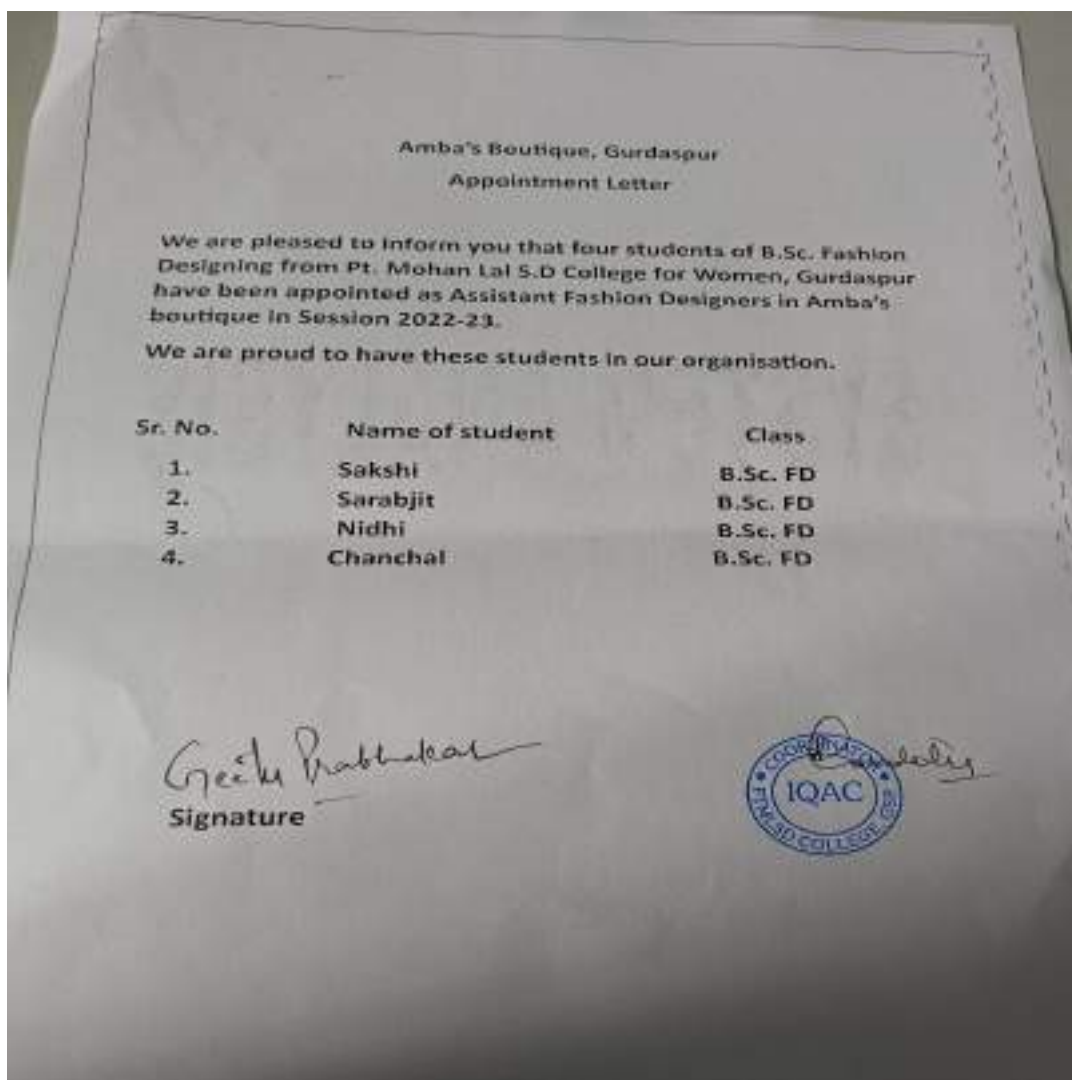 Amba's Boutique, Gurdaspur
Appointment Letter
We are pleased to inform you that four students of B.Sc. Fashion
Designing from Pt. Mohan Lal S.D College for Women, Gurdaspur
have been appointed as Assistant Fashion Designers in Amba's
boutique in Session 2022-23.
We are proud to have these students in our organisation.
Sr. No. Name of student Class
1. Sakshi B.Sc. FD
2. Sarabjit B.Sc. FD
3. Nidhi B.Sc. FD
4. Chanchal B.Sc. FD
Geetu Prabhakar
Signature
COORDINATOR
IQAC
PTMLSD COLLEGE, GSP